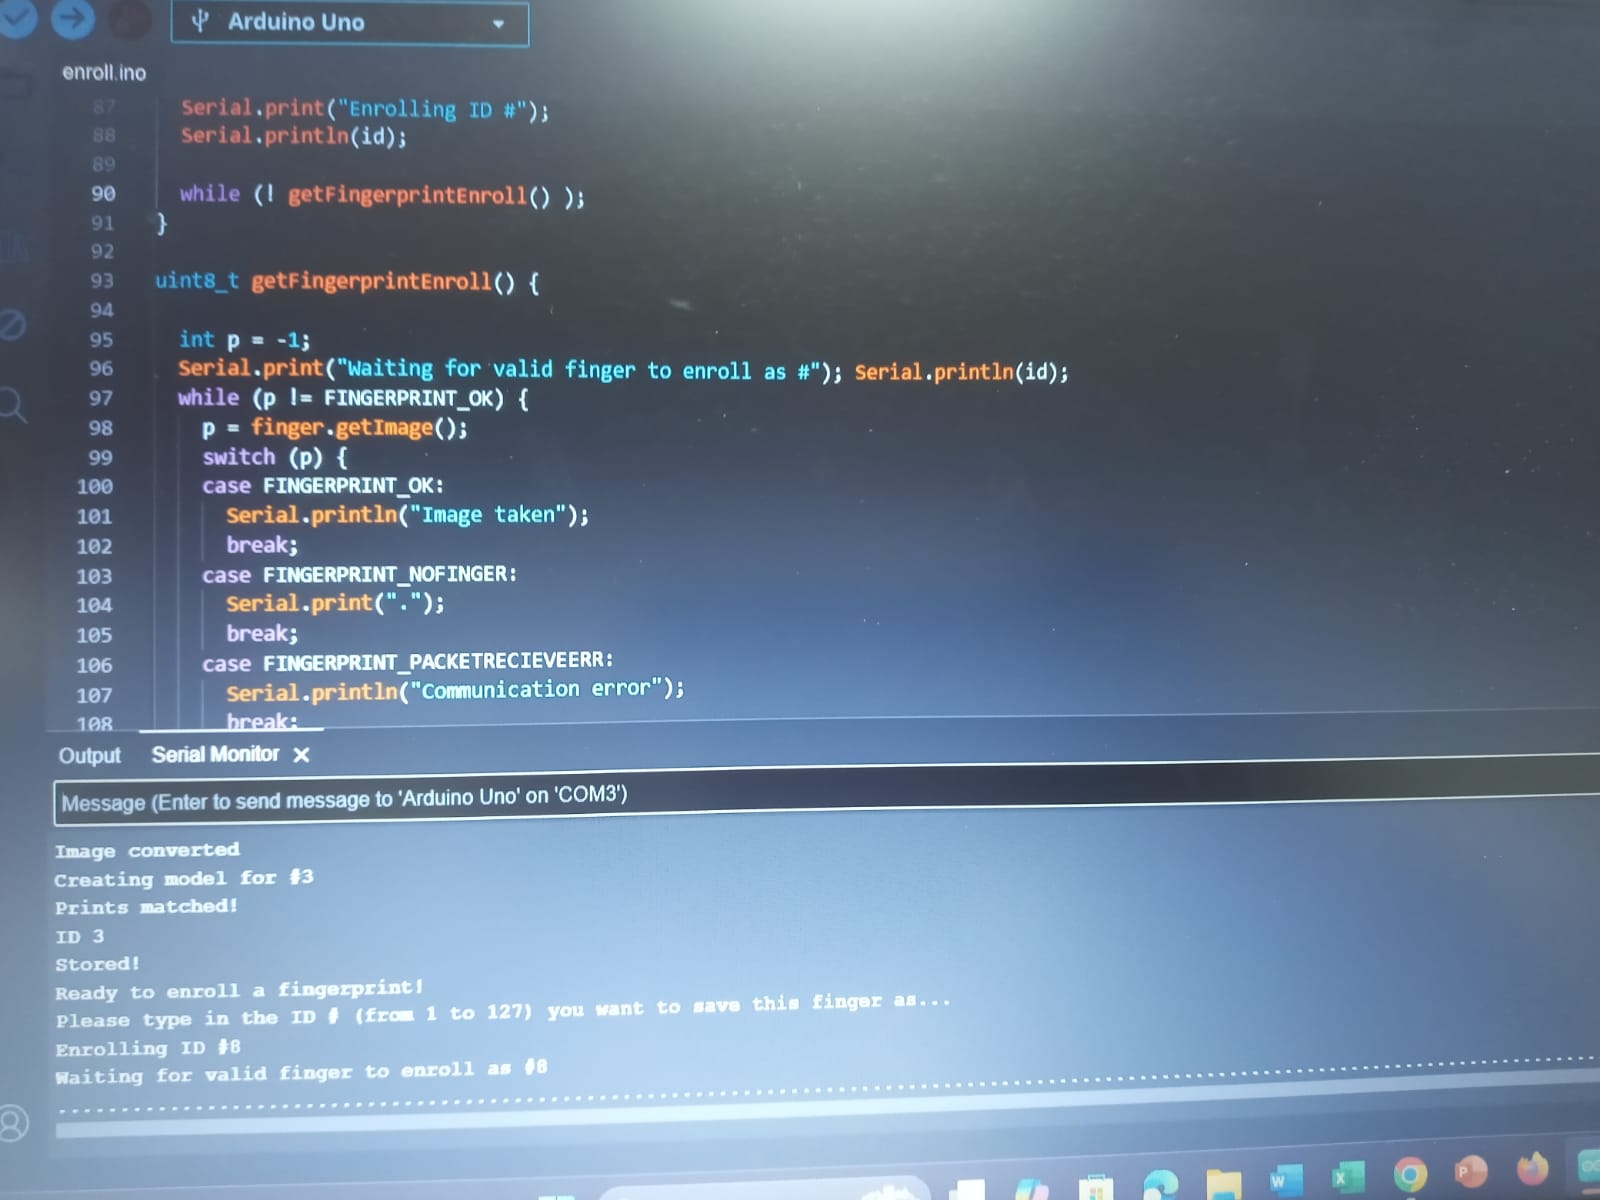 Arduino Uno
enroll.ino
87 Serial.print("Enrolling ID #");
88 Serial.println(id);
89
90 while (! getFingerprintEnroll() );
91 }
92
93 uint8_t getFingerprintEnroll() {
94
95 int p = -1;
96 Serial.print("Waiting for valid finger to enroll as #"); Serial.println(id);
97 while (p != FINGERPRINT_OK) {
98 p = finger.getImage();
99 switch (p) {
100 case FINGERPRINT_OK:
101 Serial.println("Image taken");
102 break;
103 case FINGERPRINT_NOFINGER:
104 Serial.print(".");
105 break;
106 case FINGERPRINT_PACKETRECIEVEERR:
107 Serial.println("Communication error");
108 break;
Output Serial Monitor
Message (Enter to send message to 'Arduino Uno' on 'COM3')
Image converted
Creating model for #3
Prints matched!
ID 3
Stored!
Ready to enroll a fingerprint!
Please type in the ID # (from 1 to 127) you want to save this finger as...
Enrolling ID #8
Waiting for valid finger to enroll as #8